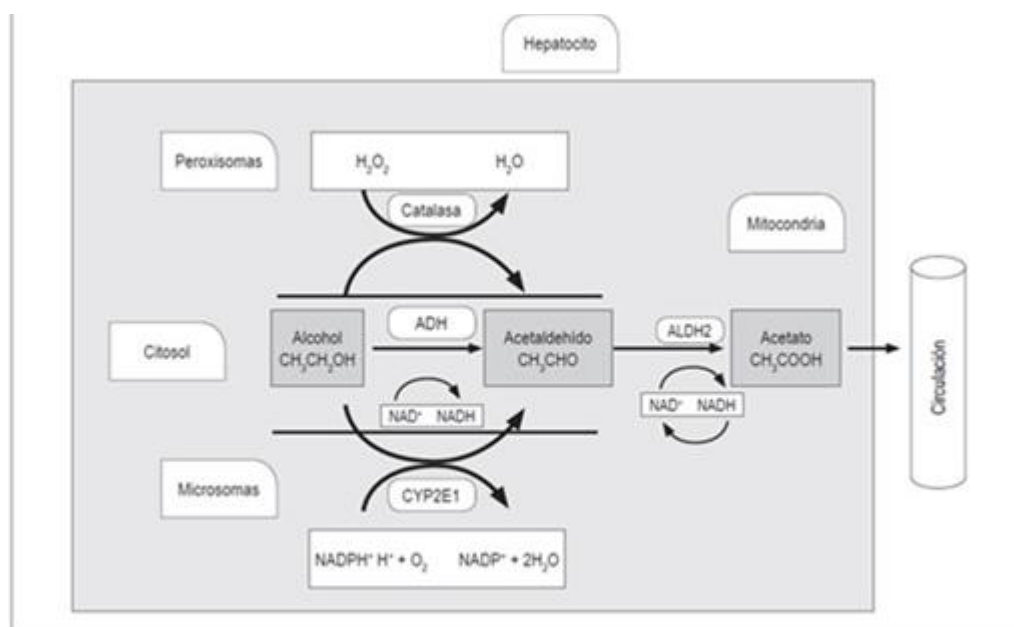 Hepatocito
Peroxisomas
H₂O₂ H₂O
Catalasa
Mitocondria
Citosol
Alcohol
CH₃CH₂OH
ADH
Acetaldehído
CH₃CHO
ALDH2
Acetato
CH₃COOH
Circulación
NAD⁺ NADH
NAD⁺ NADH
Microsomas
CYP2E1
NADPH⁺ H⁺ + O₂ NADP⁺ + 2H₂O